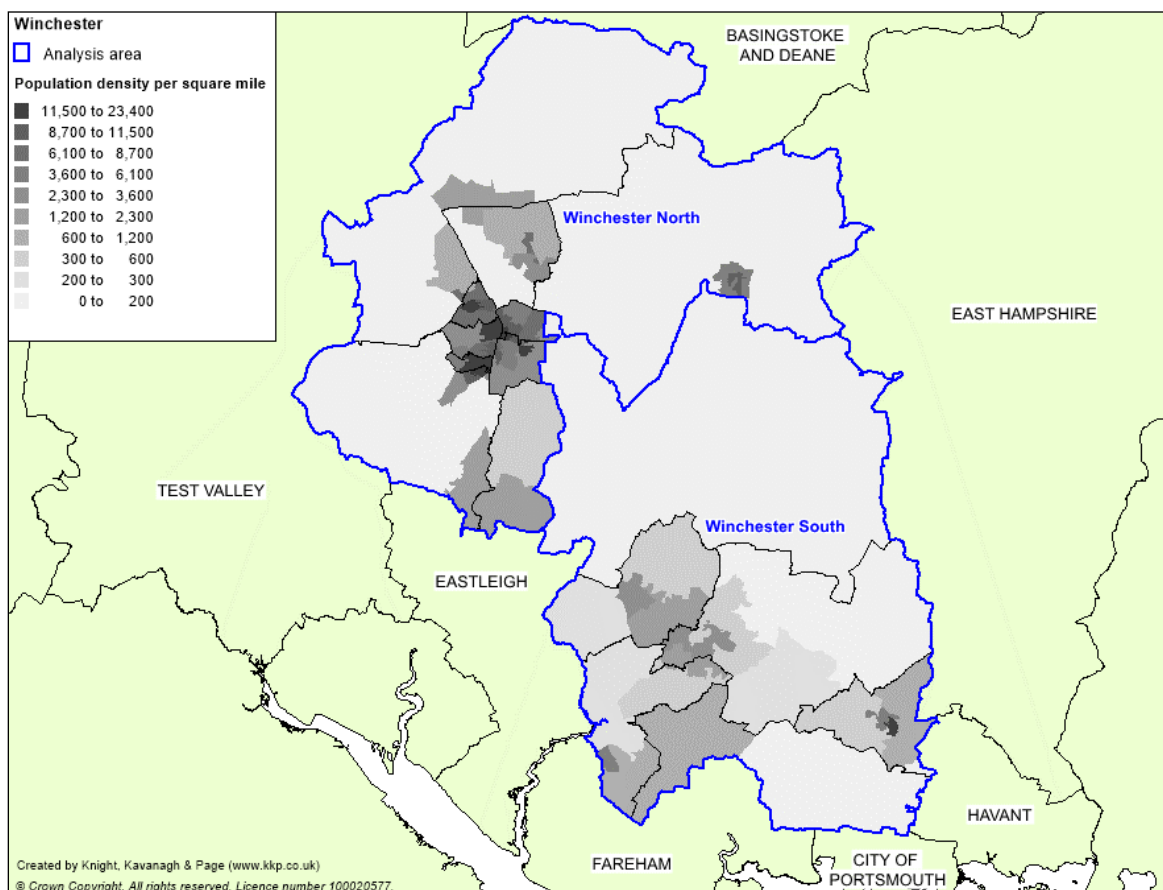 Winchester
Analysis area
Population density per square mile
11,500 to 23,400
8,700 to 11,500
6,100 to 8,700
3,600 to 6,100
2,300 to 3,600
1,200 to 2,300
600 to 1,200
300 to 600
200 to 300
0 to 200
BASINGSTOKE
AND DEANE
Winchester North
EAST HAMPSHIRE
TEST VALLEY
Winchester South
EASTLEIGH
HAVANT
FAREHAM
CITY OF
PORTSMOUTH
Created by Knight, Kavanagh & Page (www.kkp.co.uk)
© Crown Copyright. All rights reserved. Licence number 100020577.